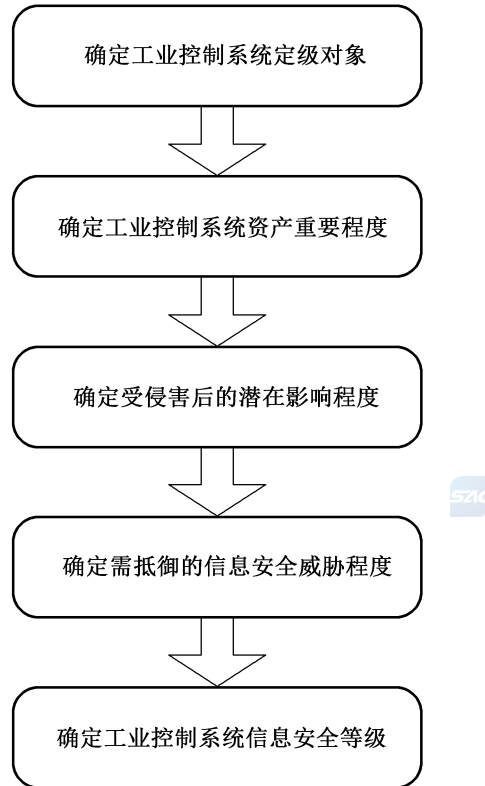 确定工业控制系统定级对象
确定工业控制系统资产重要程度
确定受侵害后的潜在影响程度
确定需抵御的信息安全威胁程度
确定工业控制系统信息安全等级